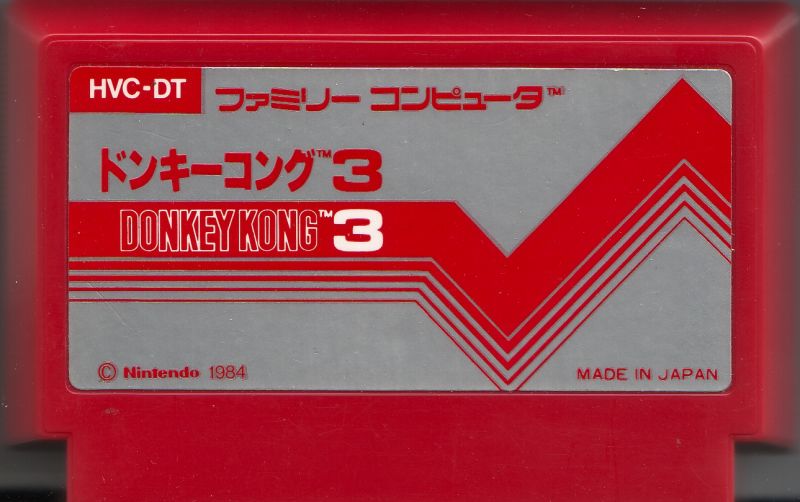 HVC-DT
ファミリー コンピュータ™
ドンキーコング™3
DONKEY KONG™3
© Nintendo 1984
MADE IN JAPAN